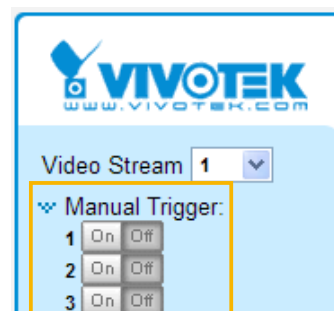 VIVOTEK
www.vivotek.com
Video Stream 1
Manual Trigger:
1 On Off
2 On Off
3 On Off